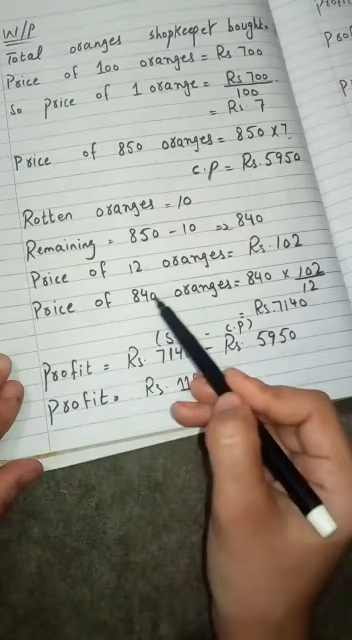 W/P
Total oranges shopkeeper bought.
Price of 100 oranges = Rs 700
So price of 1 orange = Rs 700
100
= Rs. 7
Price of 850 oranges = 850 × 7
C.P = Rs. 5950
Rotten oranges = 10
Remaining = 850 - 10 => 840
Price of 12 oranges = Rs. 102
Price of 840 oranges = 840 × 102
12
= Rs. 7140
C.P)
Profit = Rs. - Rs. 5950
Profit = Rs.